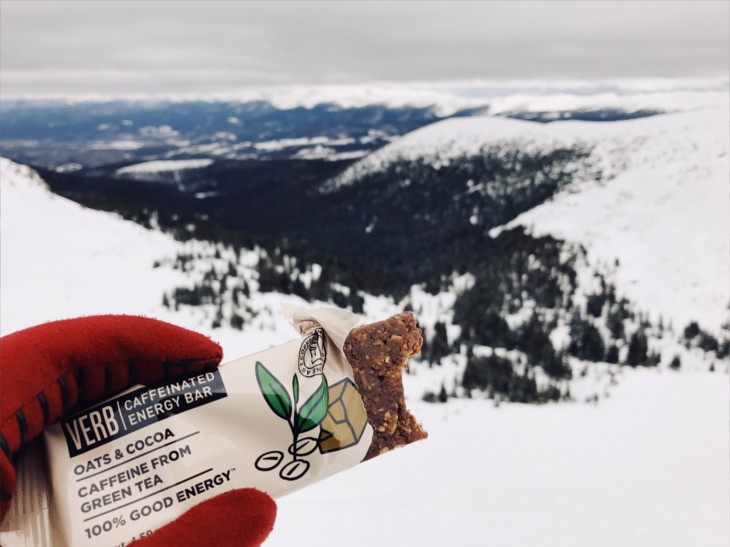 VERB | CAFFEINATED
ENERGY BAR
OATS & COCOA
CAFFEINE FROM
GREEN TEA
100% GOOD ENERGY™